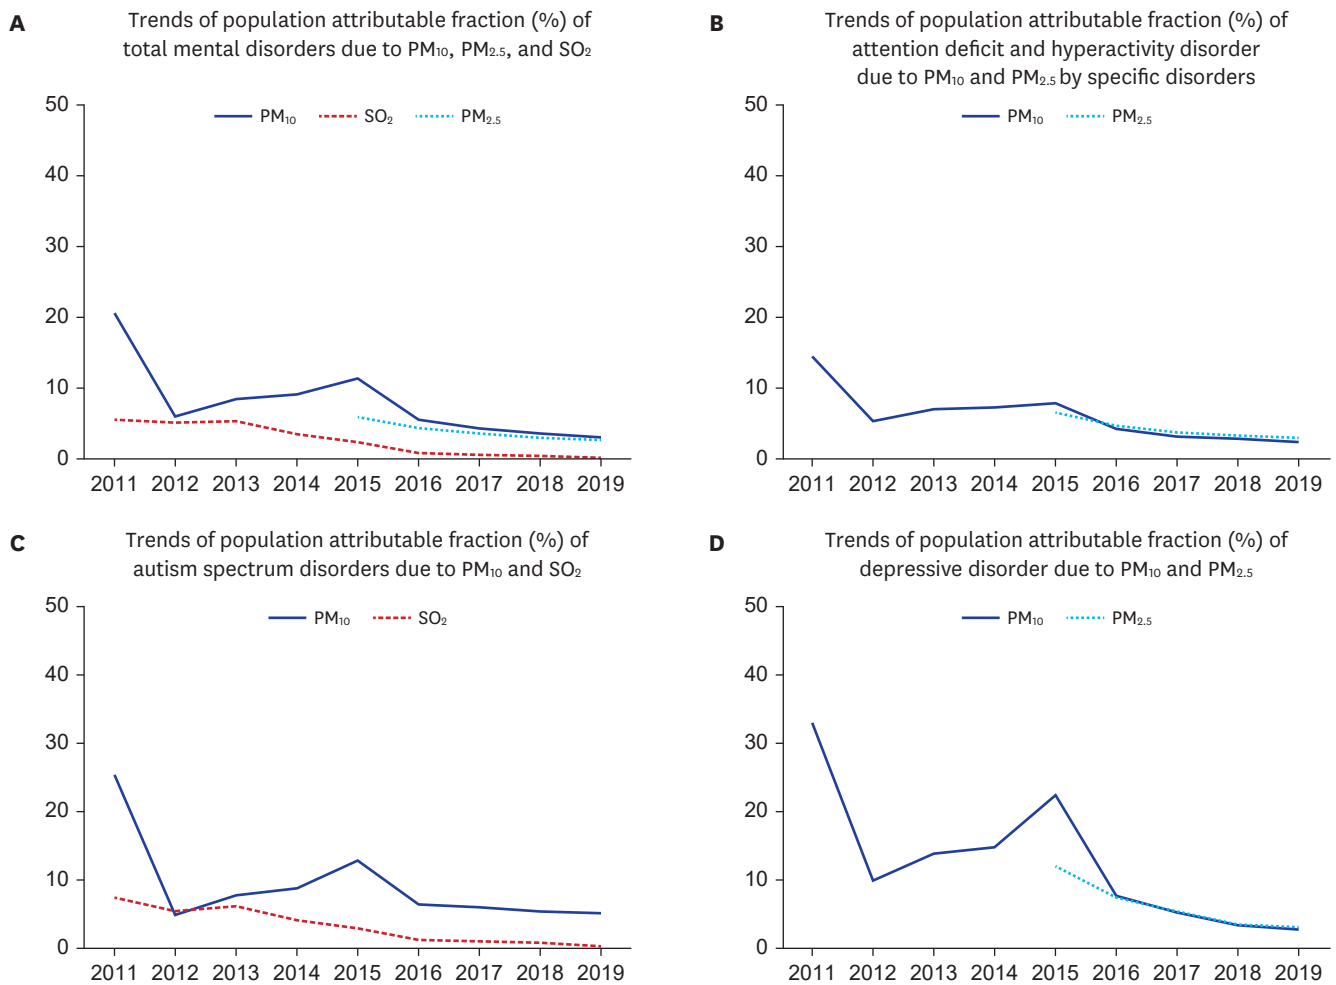 A
Trends of population attributable fraction (%) of
total mental disorders due to PM10, PM2.5, and SO2
PM10 SO2 PM2.5
50
40
30
20
10
0
2011 2012 2013 2014 2015 2016 2017 2018 2019
B
Trends of population attributable fraction (%) of
attention deficit and hyperactivity disorder
due to PM10 and PM2.5 by specific disorders
PM10 PM2.5
50
40
30
20
10
0
2011 2012 2013 2014 2015 2016 2017 2018 2019
C
Trends of population attributable fraction (%) of
autism spectrum disorders due to PM10 and SO2
PM10 SO2
50
40
30
20
10
0
2011 2012 2013 2014 2015 2016 2017 2018 2019
D
Trends of population attributable fraction (%) of
depressive disorder due to PM10 and PM2.5
PM10 PM2.5
50
40
30
20
10
0
2011 2012 2013 2014 2015 2016 2017 2018 2019